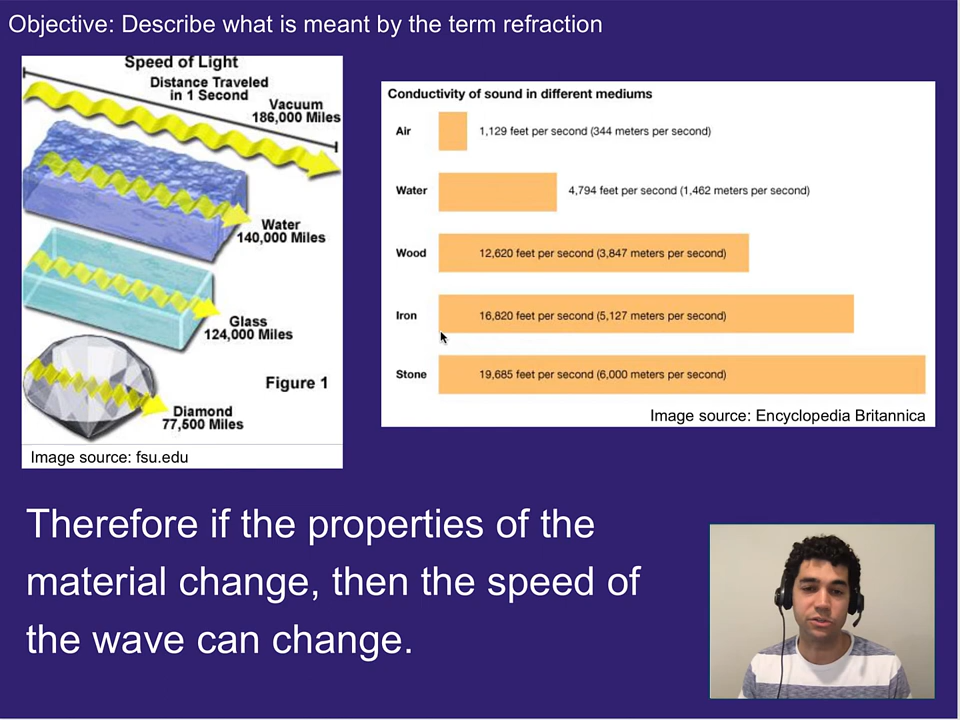 Objective: Describe what is meant by the term refraction
Speed of Light
Distance Traveled
in 1 Second
Vacuum
186,000 Miles
Water
140,000 Miles
Glass
124,000 Miles
Figure 1
Diamond
77,500 Miles
Image source: fsu.edu
Conductivity of sound in different mediums
Air 1,129 feet per second (344 meters per second)
Water 4,794 feet per second (1,462 meters per second)
Wood 12,620 feet per second (3,847 meters per second)
Iron 16,820 feet per second (5,127 meters per second)
Stone 19,685 feet per second (6,000 meters per second)
Image source: Encyclopedia Britannica
Therefore if the properties of the
material change, then the speed of
the wave can change.